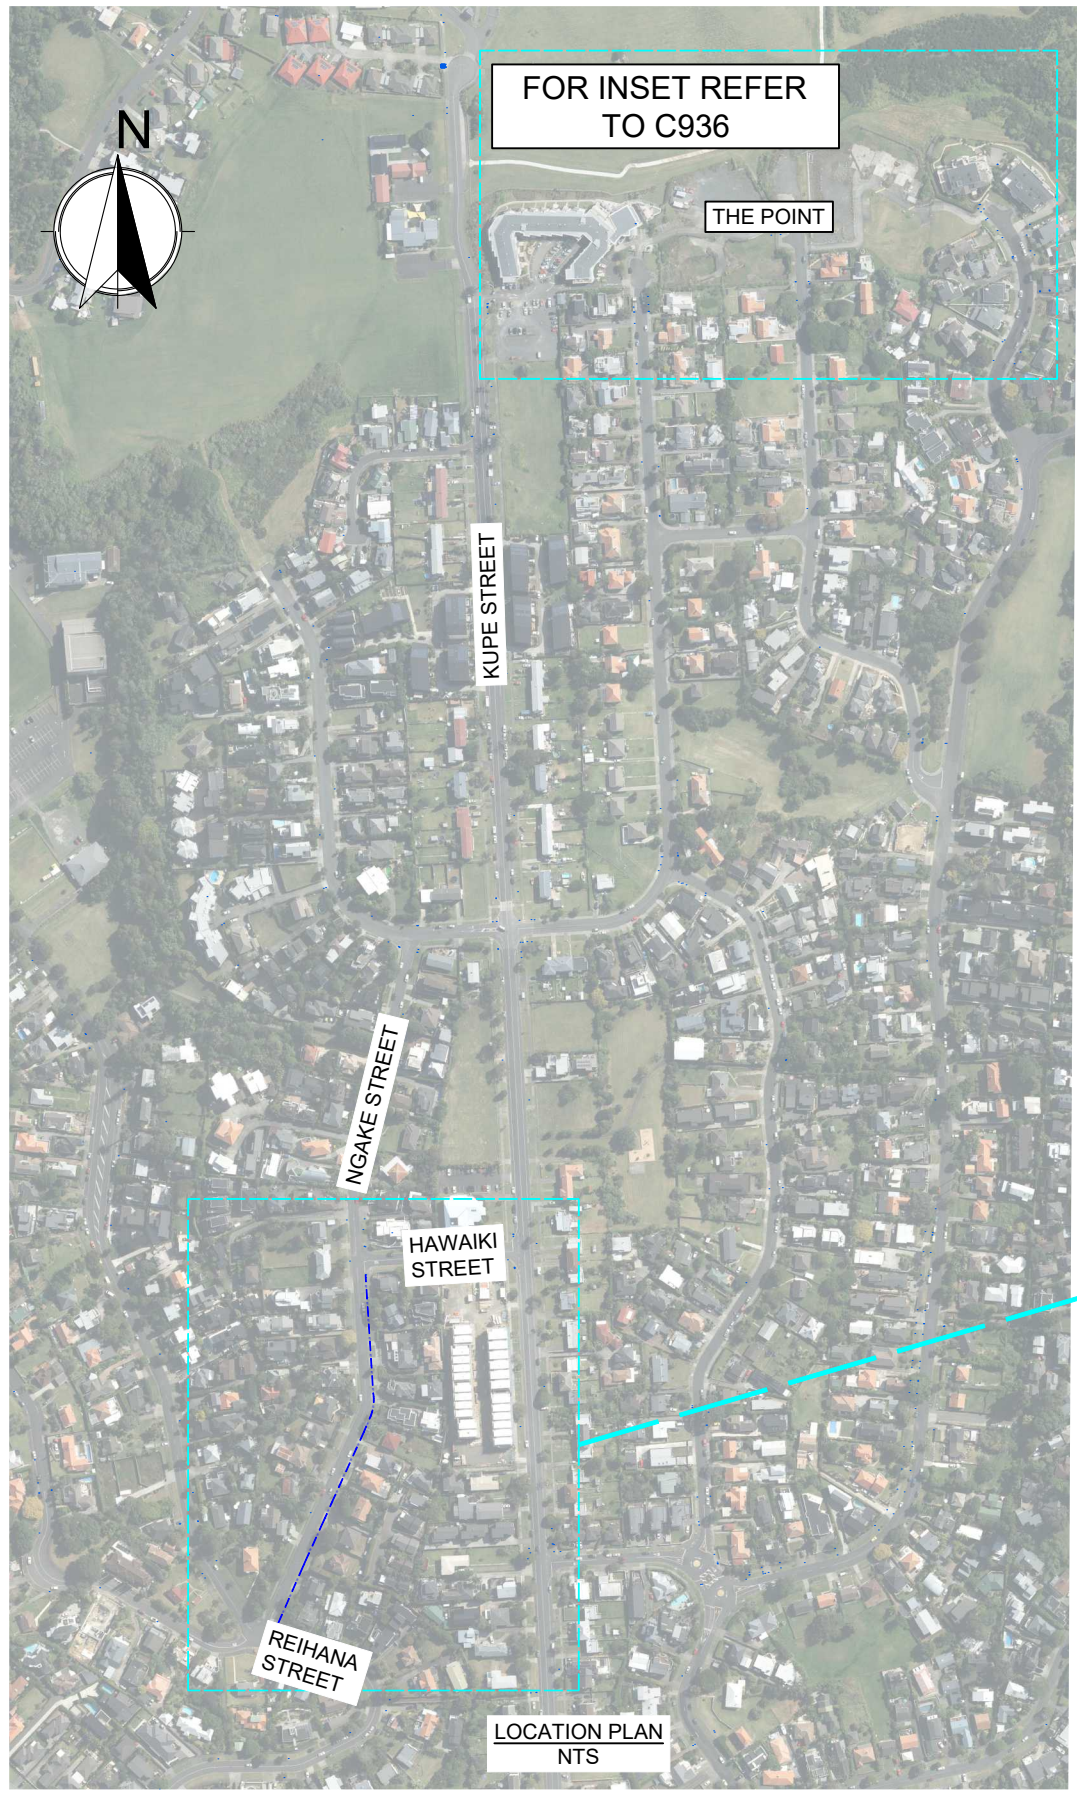 FOR INSET REFER
TO C936
N
THE POINT
KUPE STREET
NGAKE STREET
HAWAIKI
STREET
REIHANA
STREET
LOCATION PLAN
NTS